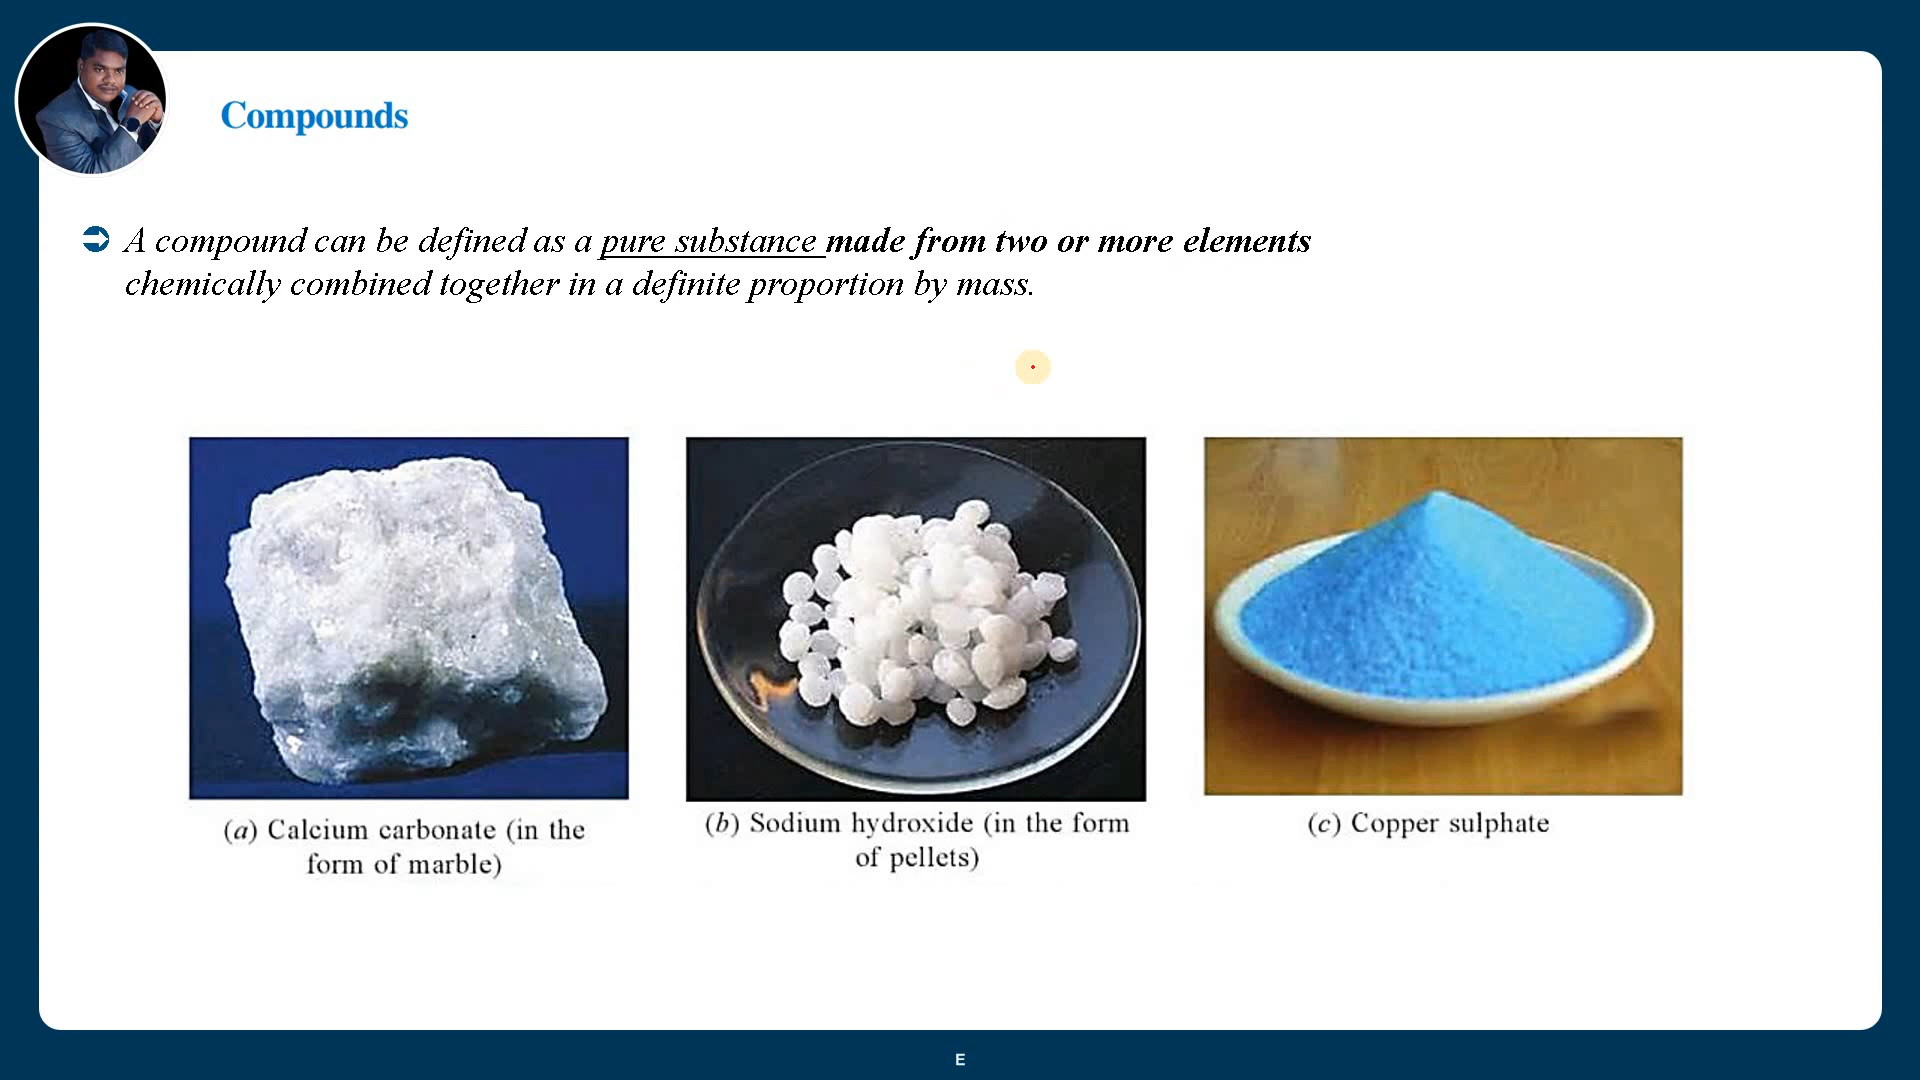 Compounds
A compound can be defined as a pure substance made from two or more elements
chemically combined together in a definite proportion by mass.
(a) Calcium carbonate (in the
form of marble)
(b) Sodium hydroxide (in the form
of pellets)
(c) Copper sulphate
E